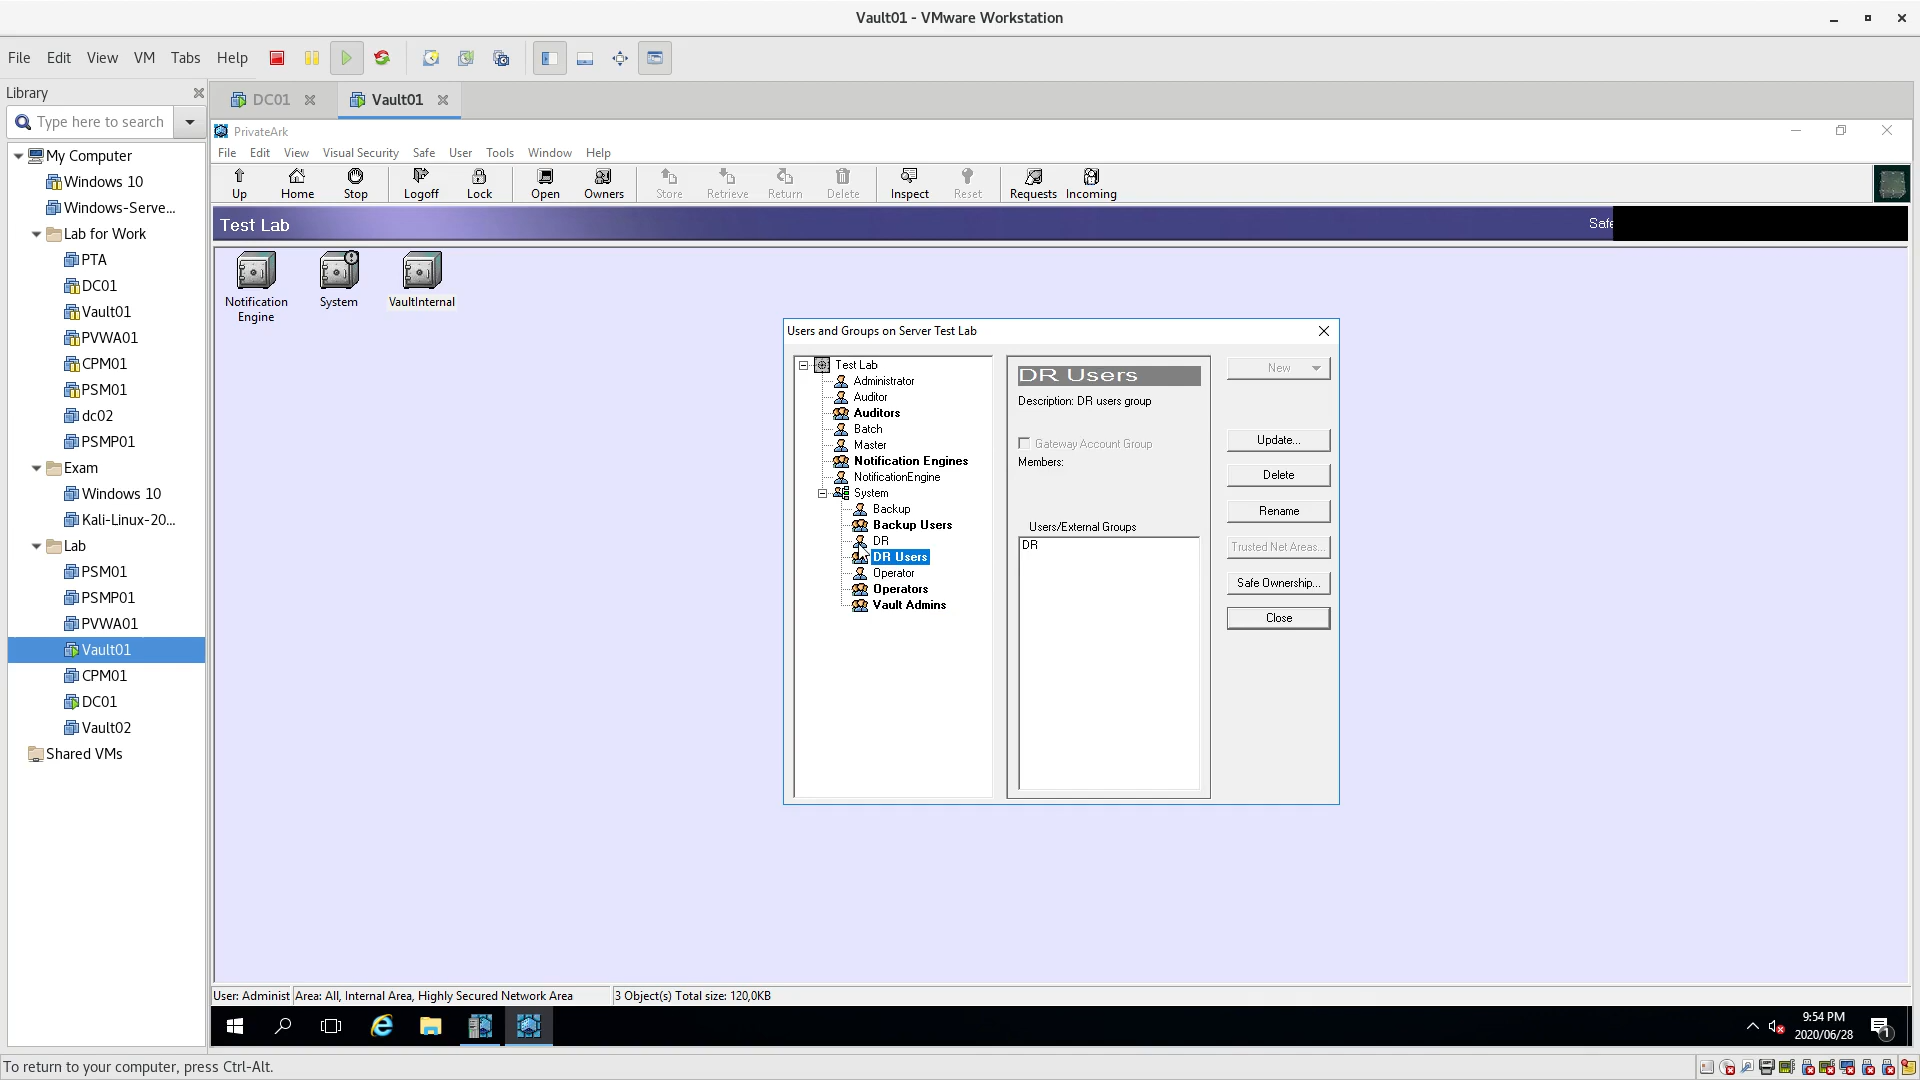 Vault01 - VMware Workstation
File Edit View VM Tabs Help
Library
Type here to search
My Computer
Windows 10
Windows-Serve...
Lab for Work
PTA
DC01
Vault01
PVWA01
CPM01
PSM01
dc02
PSMP01
Exam
Windows 10
Kali-Linux-20...
Lab
PSM01
PSMP01
PVWA01
Vault01
CPM01
DC01
Vault02
Shared VMs
DC01 Vault01
PrivateArk
File Edit View Visual Security Safe User Tools Window Help
Up Home Stop Logoff Lock Open Owners Store Retrieve Return Delete Inspect Reset Requests Incoming
Test Lab Safe
Notification
Engine
System
VaultInternal
Users and Groups on Server Test Lab
Test Lab
Administrator
Auditor
Auditors
Batch
Master
Notification Engines
NotificationEngine
System
Backup
Backup Users
DR
DR Users
Operator
Operators
Vault Admins
DR Users
Description: DR users group
Gateway Account Group
Members:
Users/External Groups
DR
New
Update...
Delete
Rename
Trusted Net Areas...
Safe Ownership...
Close
User: Administ Area: All, Internal Area, Highly Secured Network Area 3 Object(s) Total size: 120,0KB
9:54 PM
2020/06/28
1
To return to your computer, press Ctrl-Alt.